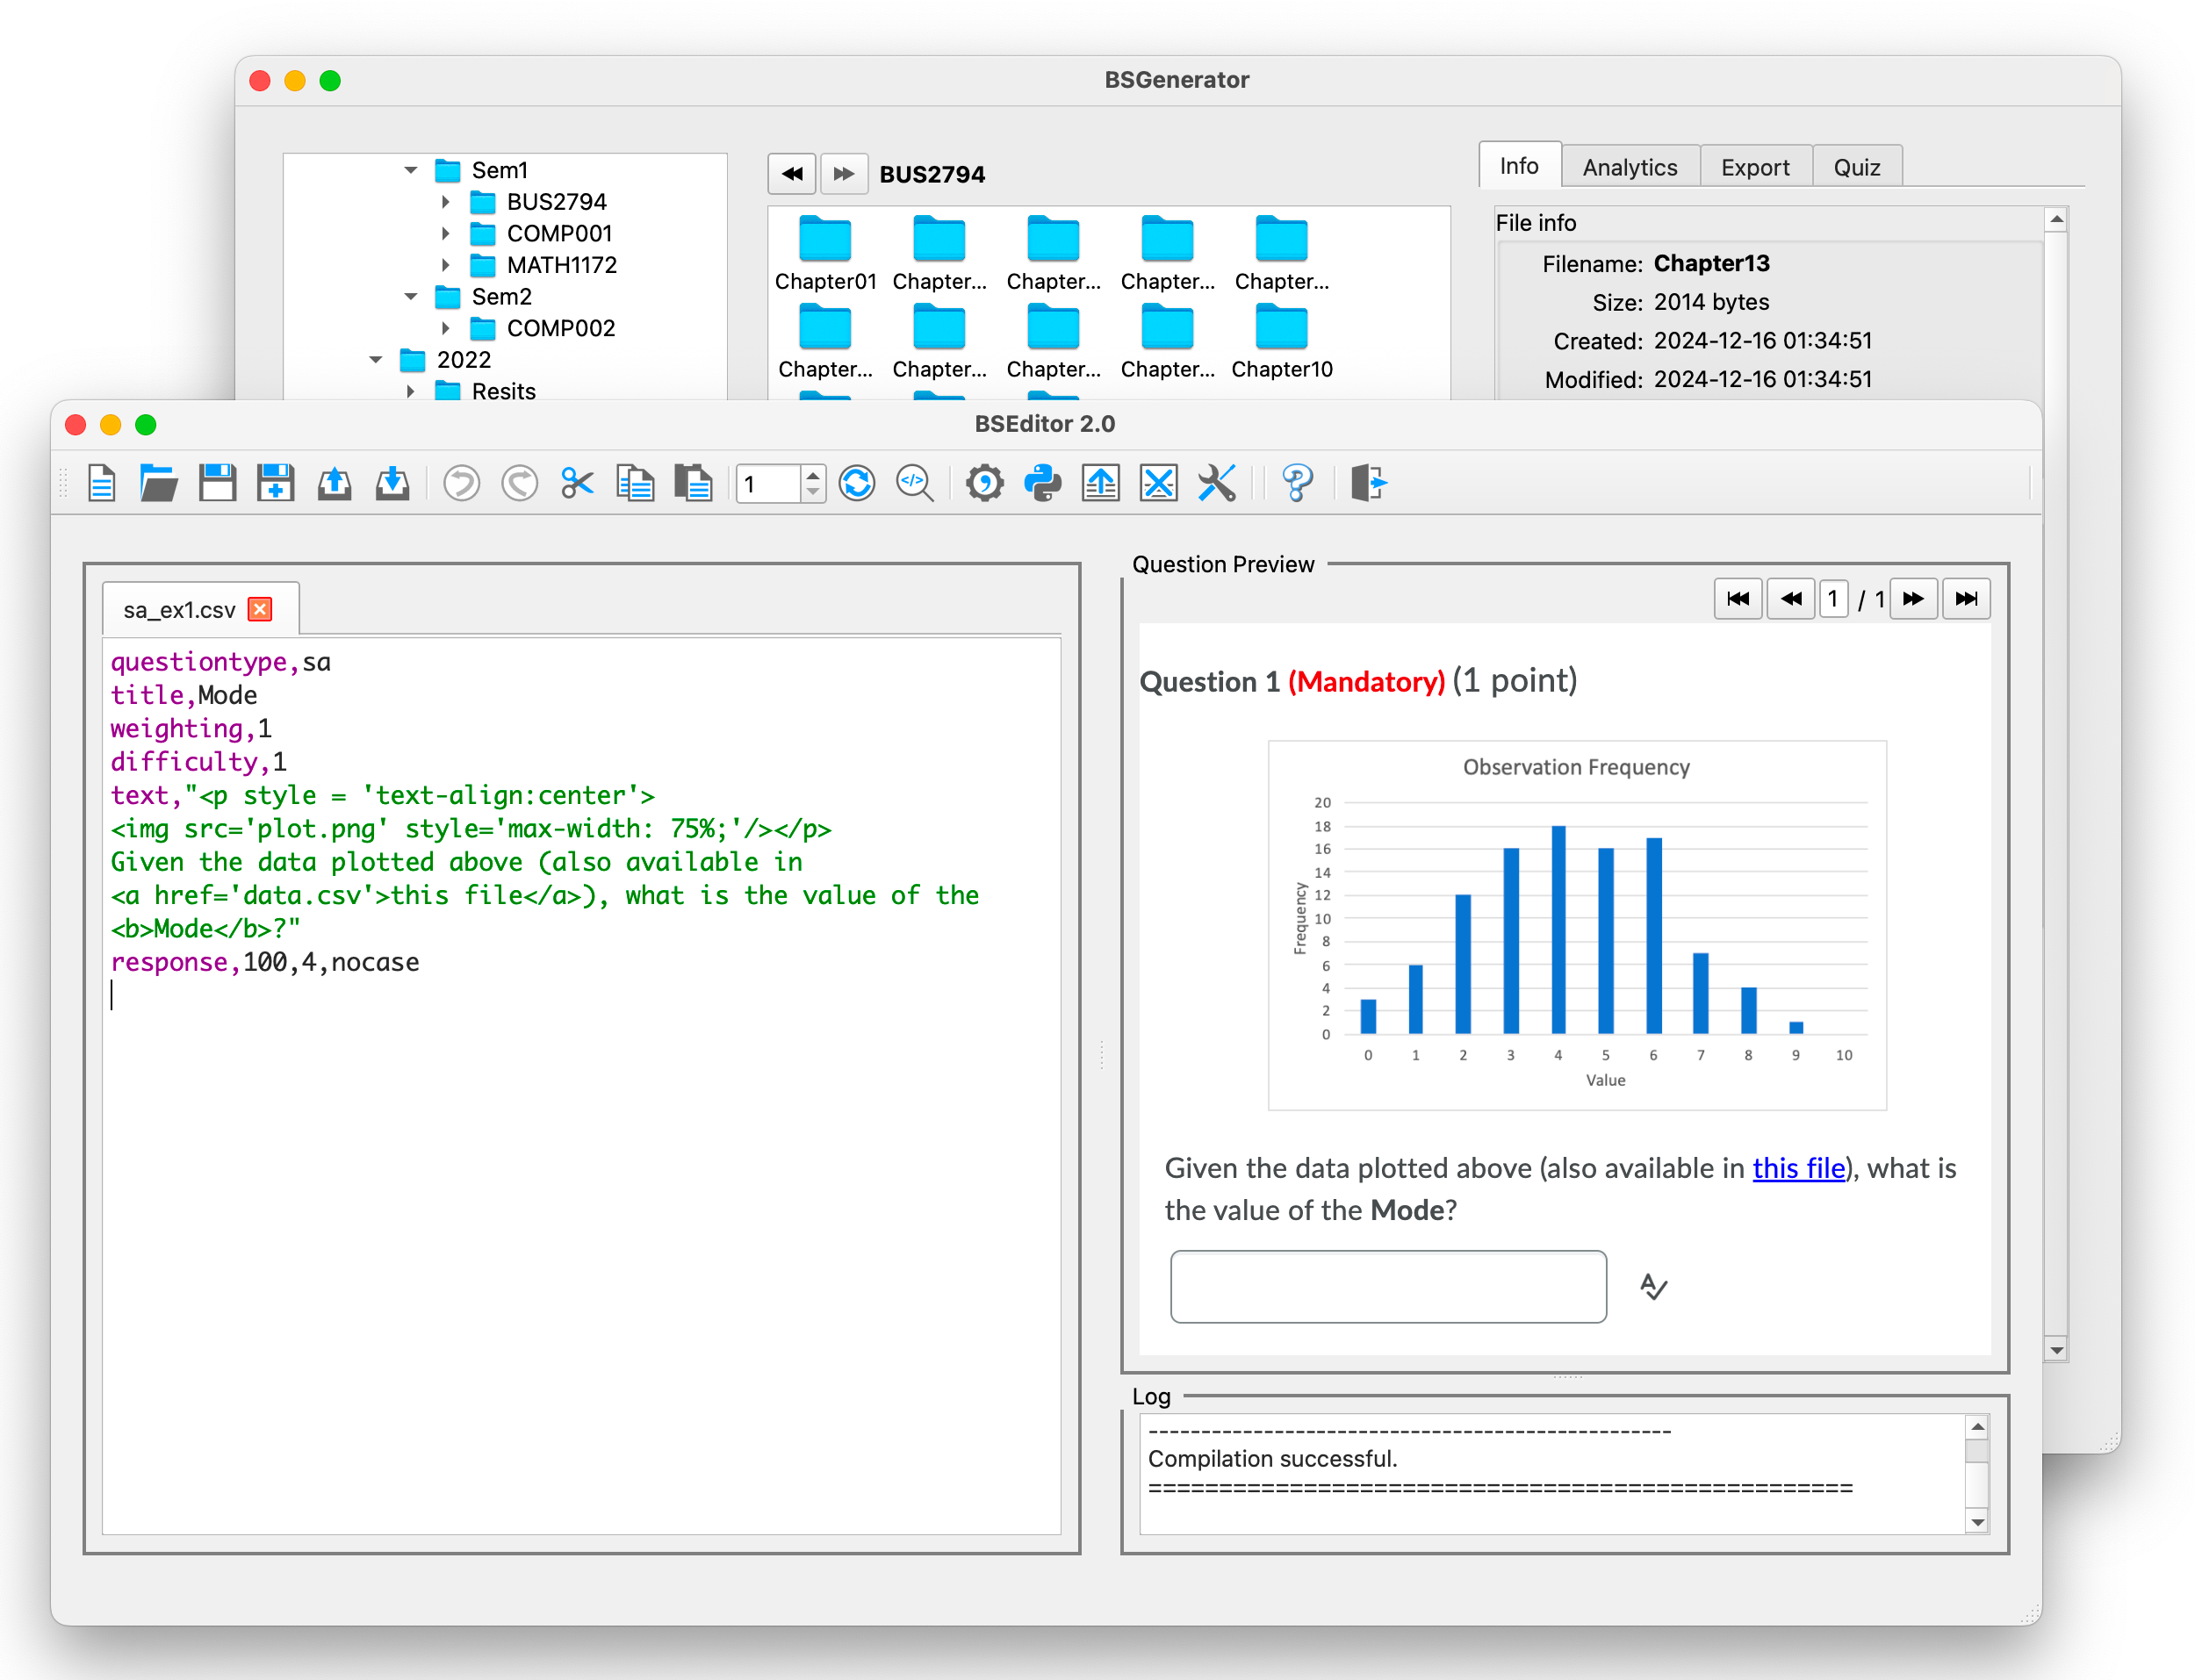 BSGenerator
Sem1
BUS2794
COMP001
MATH1172
Sem2
COMP002
2022
Resits
BUS2794
Chapter01 Chapter... Chapter... Chapter... Chapter...
Chapter... Chapter... Chapter... Chapter... Chapter10
Info Analytics Export Quiz
File info
Filename: Chapter13
Size: 2014 bytes
Created: 2024-12-16 01:34:51
Modified: 2024-12-16 01:34:51
BSEditor 2.0
1
sa_ex1.csv
questiontype,sa
title,Mode
weighting,1
difficulty,1
text,"<p style = 'text-align:center'>
<img src='plot.png' style='max-width: 75%;'/></p>
Given the data plotted above (also available in
<a href='data.csv'>this file</a>), what is the value of the
<b>Mode</b>?"
response,100,4,nocase
Question Preview
1 / 1
Question 1 (Mandatory) (1 point)
Observation Frequency
20
18
16
14
12
10
8
6
4
2
0
Frequency
0 1 2 3 4 5 6 7 8 9 10
Value
Given the data plotted above (also available in this file), what is
the value of the Mode?
Log
--------------------------------------------------
Compilation successful.
==================================================